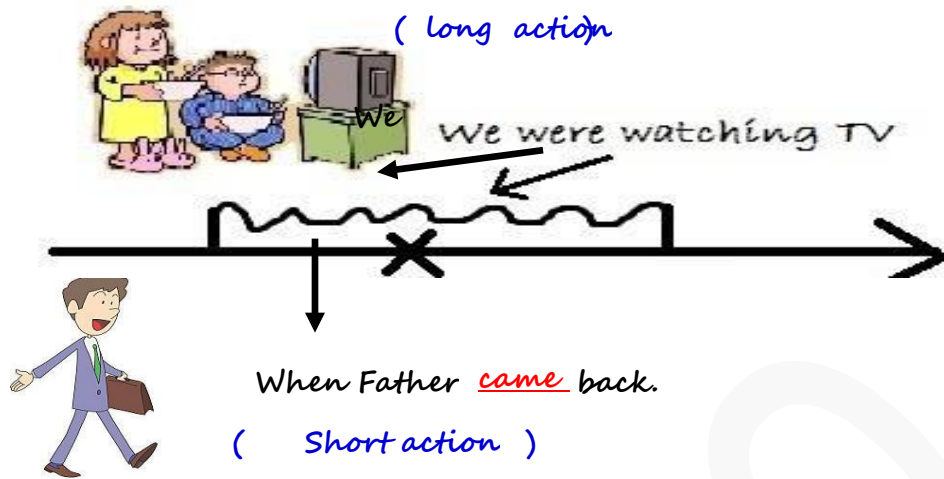 ( long action)
We
We were watching TV
When Father came back.
( Short action )